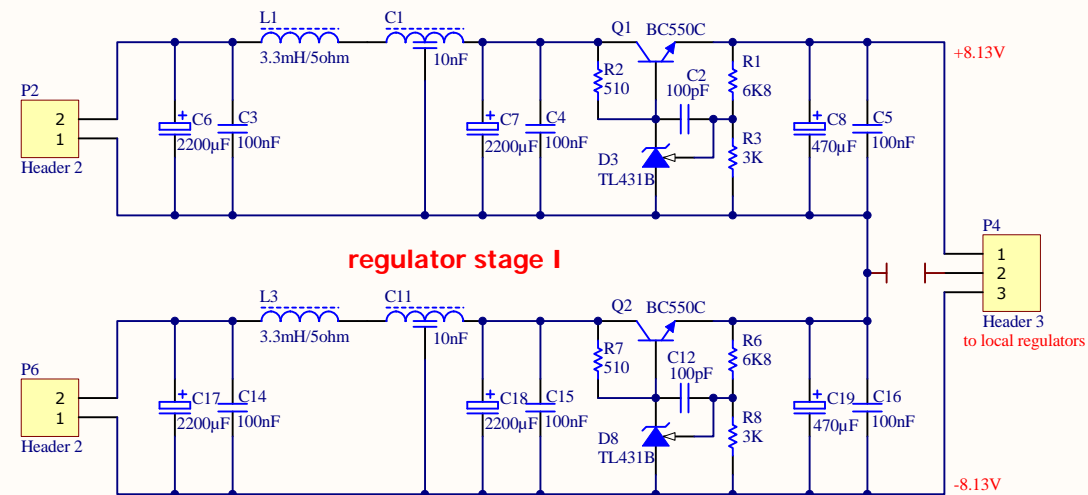 L1
3.3mH/5ohm
C1
10nF
Q1
BC550C
+8.13V
P2
2
1
Header 2
C6
2200µF
C3
100nF
C7
2200µF
C4
100nF
R2
510
C2
100pF
R1
6K8
R3
3K
D3
TL431B
C8
470µF
C5
100nF
regulator stage I
P4
1
2
3
Header 3
to local regulators
L3
3.3mH/5ohm
C11
10nF
Q2
BC550C
P6
2
1
Header 2
C17
2200µF
C14
100nF
C18
2200µF
C15
100nF
R7
510
C12
100pF
R6
6K8
R8
3K
D8
TL431B
C19
470µF
C16
100nF
-8.13V